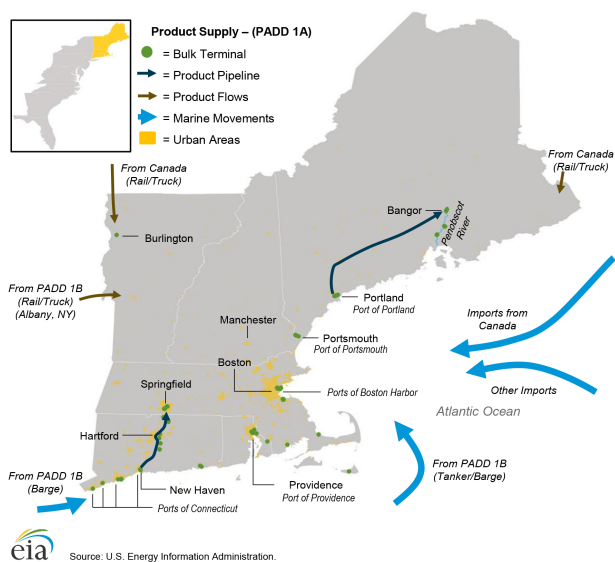 Product Supply – (PADD 1A)
= Bulk Terminal
= Product Pipeline
= Product Flows
= Marine Movements
= Urban Areas
From Canada
(Rail/Truck)
From Canada
(Rail/Truck)
Bangor
Penobscot
River
Burlington
From PADD 1B
(Rail/Truck)
(Albany, NY)
Portland
Port of Portland
Imports from
Canada
Manchester
Portsmouth
Port of Portsmouth
Boston
Springfield
Ports of Boston Harbor
Other Imports
Atlantic Ocean
Hartford
From PADD 1B
(Barge)
New Haven
Ports of Connecticut
Providence
Port of Providence
From PADD 1B
(Tanker/Barge)
eia
Source: U.S. Energy Information Administration.